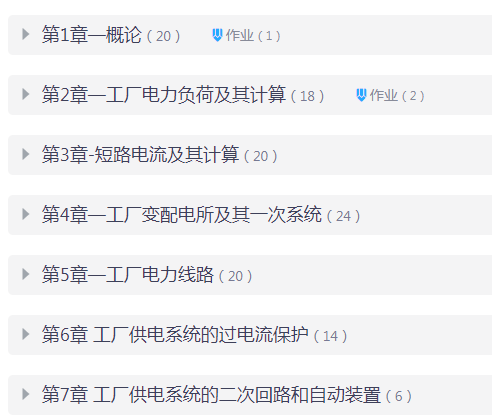 第1章—概论（20） 作业（1）
第2章—工厂电力负荷及其计算（18） 作业（2）
第3章-短路电流及其计算（20）
第4章—工厂变配电所及其一次系统（24）
第5章—工厂电力线路（20）
第6章 工厂供电系统的过电流保护（14）
第7章 工厂供电系统的二次回路和自动装置（6）